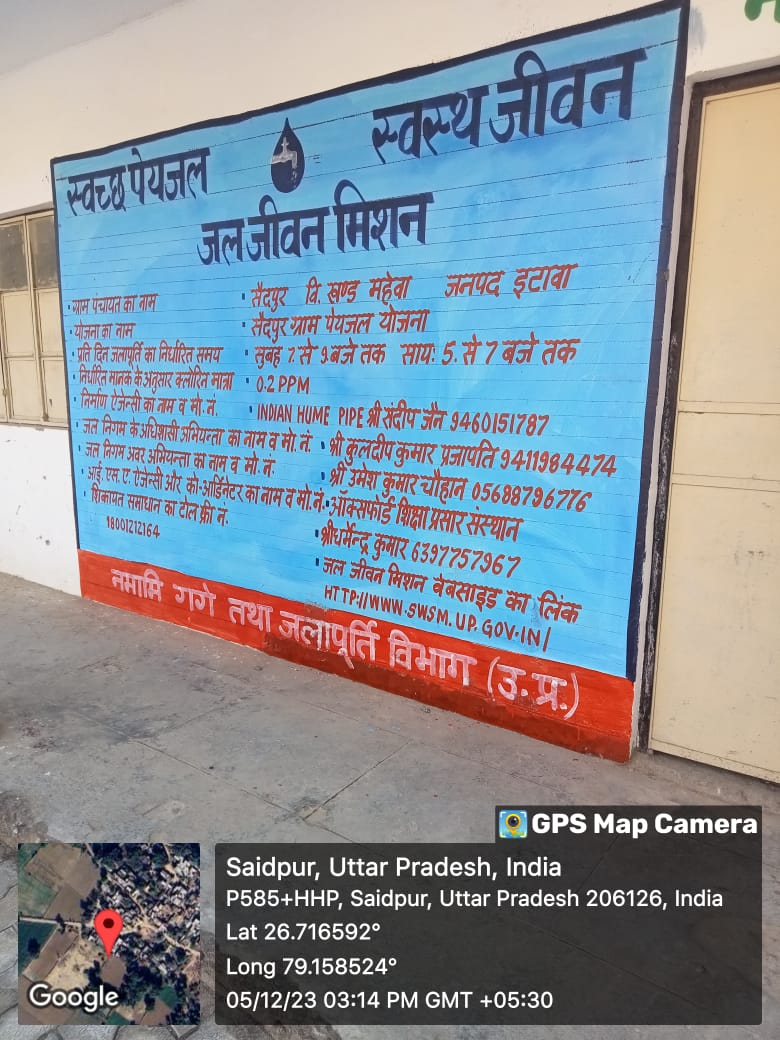 स्वच्छ पेयजल स्वस्थ जीवन
जल जीवन मिशन
• ग्राम पंचायत का नाम • सैदपुर वि. खण्ड महेवा जनपद इटावा
• योजना का नाम • सैदपुर ग्राम पेयजल योजना
• प्रति दिन जलापूर्ति का निर्धारित समय • सुबह 7 से 9 बजे तक सायः 5 से 7 बजे तक
• निर्धारित मानक के अनुसार क्लोरिन मात्रा • 0.2 PPM
• निर्माण ऐजेन्सी का नाम व मो. नं. • INDIAN HUME PIPE श्री संदीप जैन 9460151787
• जल निगम के अधिशासी अभियन्ता का नाम व मो. नं. • श्री कुलदीप कुमार प्रजापति 9411984474
• जल निगम अवर अभियन्ता का नाम व मो. नं. • श्री उमेश कुमार चौहान 05688796776
• आई. एस. ए. ऐजेन्सी और को-आर्डिनेटर का नाम व मो. नं. • ऑक्सफोर्ड शिक्षा प्रसार संस्थान
• श्री धर्मेन्द्र कुमार 6397757967
• शिकायत समाधान का टोल फ्री नं.
18001212164
• जल जीवन मिशन वेबसाइड का लिंक
HTTP://WWW.SWSM.UP.GOV.IN/
नमामि गगे तथा जलापूर्ति विभाग (उ.प्र.)
GPS Map Camera
Saidpur, Uttar Pradesh, India
P585+HHP, Saidpur, Uttar Pradesh 206126, India
Lat 26.716592°
Long 79.158524°
05/12/23 03:14 PM GMT +05:30
Google